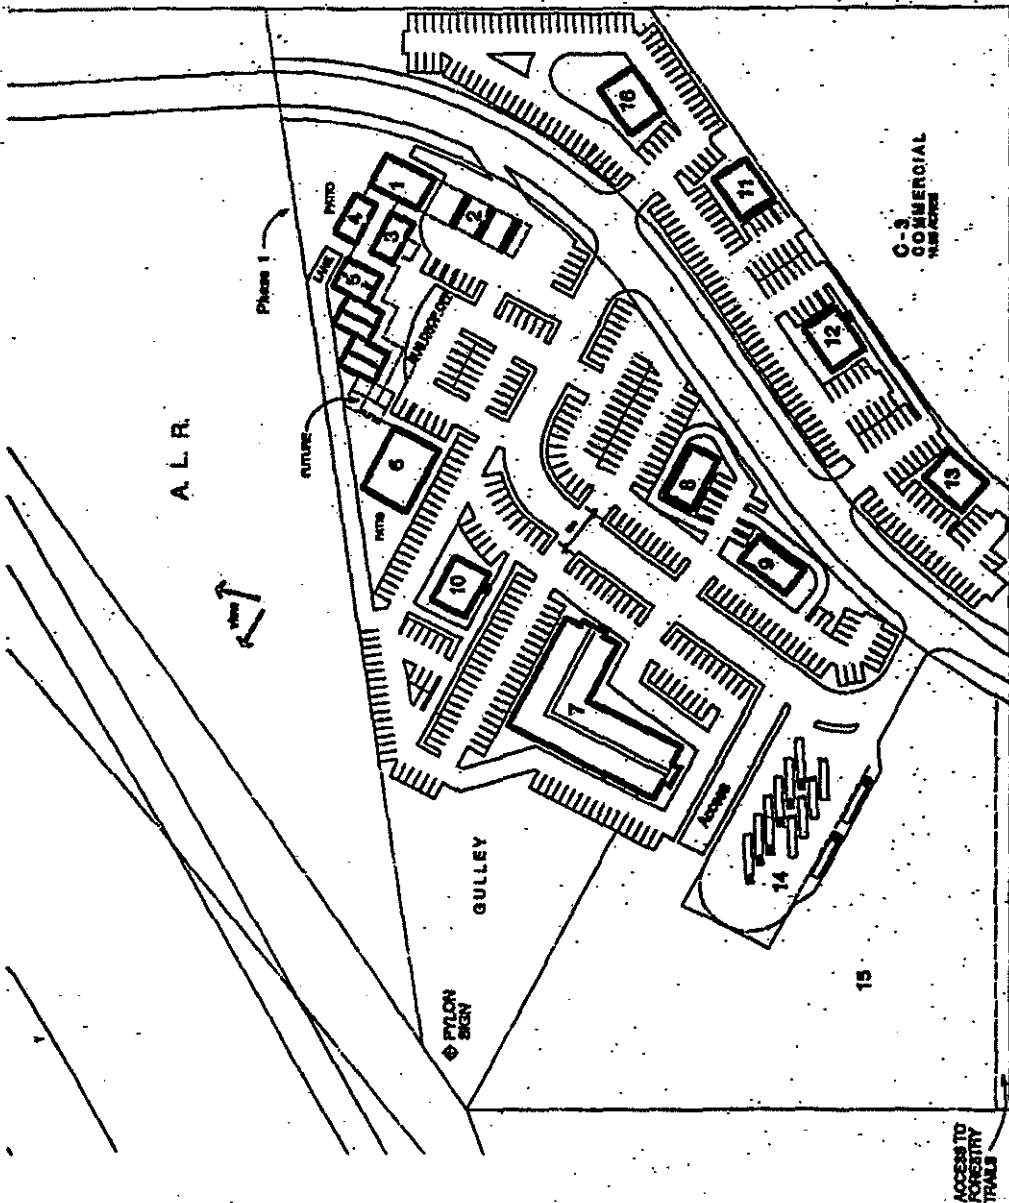 A. L. R.
Phase 1
PATIO
LANE
FUTURE
PATIO
View
GULLEY
PYLON
SIGN
Access
C-3
COMMERCIAL
ACCESS TO
FORESTRY
TRAILS
1
2
3
4
5
6
7
8
9
10
11
12
13
14
15
16